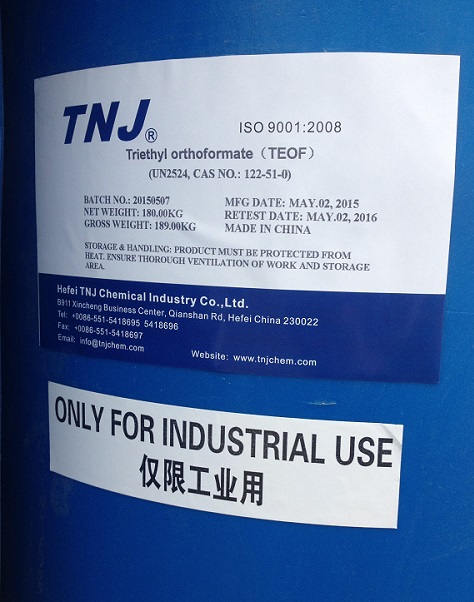 TNJ®
ISO 9001:2008
Triethyl orthoformate（TEOF）
(UN2524, CAS NO.: 122-51-0)
BATCH NO.: 20150507
NET WEIGHT: 180.00KG
GROSS WEIGHT: 189.00KG
MFG DATE: MAY.02, 2015
RETEST DATE: MAY.02, 2016
MADE IN CHINA
STORAGE & HANDLING: PRODUCT MUST BE PROTECTED FROM
HEAT. ENSURE THOROUGH VENTILATION OF WORK AND STORAGE
AREA.
Hefei TNJ Chemical Industry Co.,Ltd.
B911 Xincheng Business Center, Qianshan Rd, Hefei China 230022
Tel: +0086-551-5418695 5418696
Fax: +0086-551-5418697
Email: info@tnjchem.com
Website: www.tnjchem.com
ONLY FOR INDUSTRIAL USE
仅限工业用